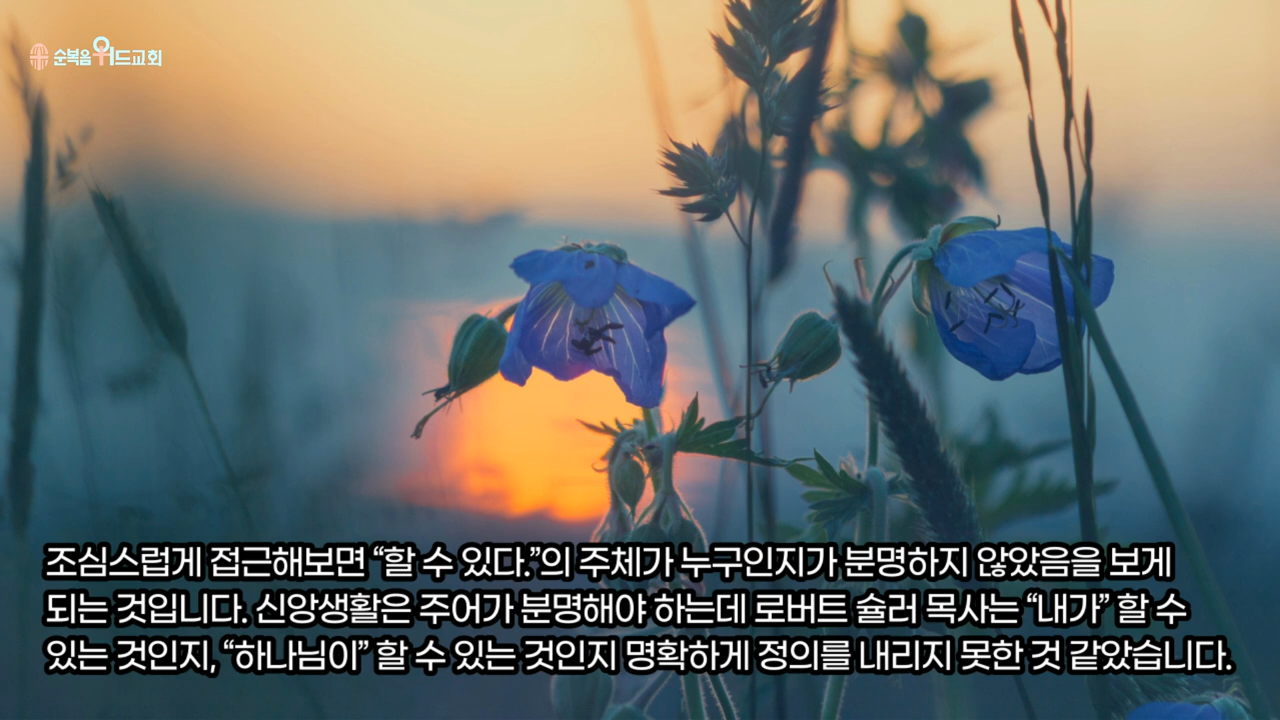 순복음위드교회
조심스럽게 접근해보면 “할 수 있다.”의 주체가 누구인지가 분명하지 않았음을 보게
되는 것입니다. 신앙생활은 주어가 분명해야 하는데 로버트 슐러 목사는 “내가” 할 수
있는 것인지, “하나님이” 할 수 있는 것인지 명확하게 정의를 내리지 못한 것 같았습니다.